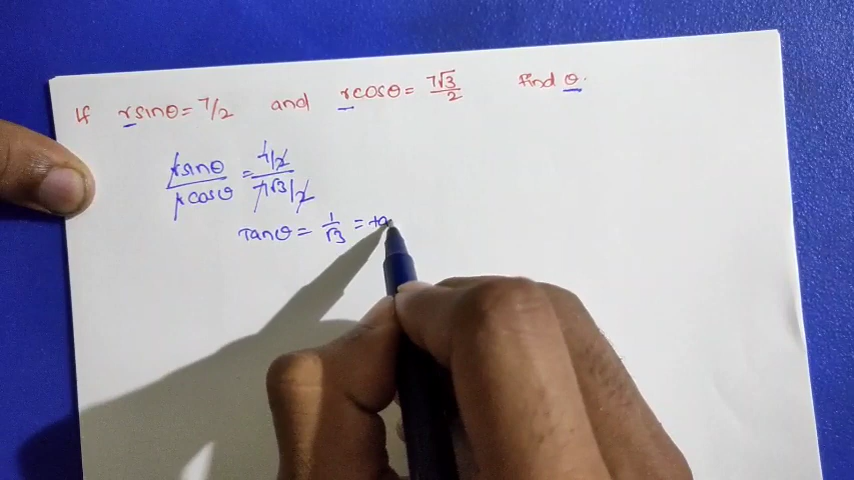 If rsinθ = 7/2 and rcosθ = 7√3/2 Find θ.
rsinθ/rcosθ = 7/2/7√3/2
Tanθ = 1/√3 = ta